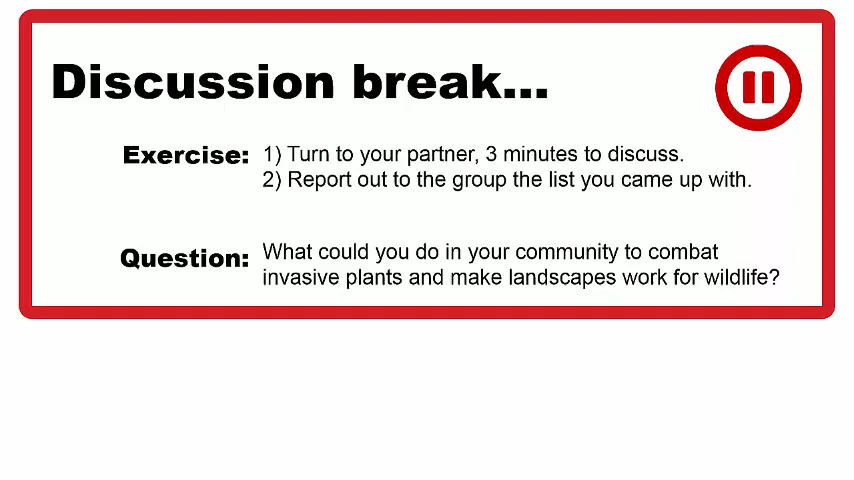 Discussion break...
Exercise: 1) Turn to your partner, 3 minutes to discuss.
2) Report out to the group the list you came up with.
Question: What could you do in your community to combat
invasive plants and make landscapes work for wildlife?